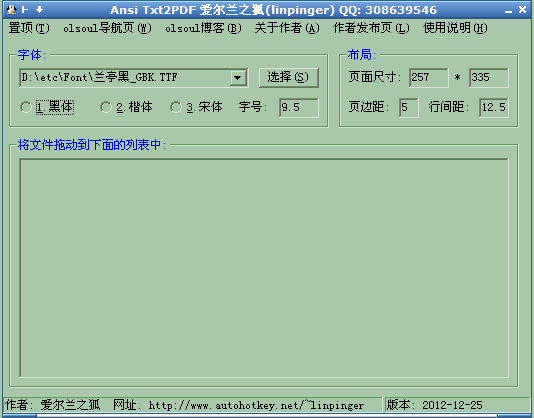 Ansi Txt2PDF 爱尔兰之狐(linpinger) QQ: 308639546
置顶(T) olsoul导航页(W) olsoul博客(B) 关于作者(A) 作者发布页(L) 使用说明(H)
字体:
D:\etc\Font\兰亭黑_GBK.TTF 选择(S)
1.黑体 2.楷体 3.宋体 字号: 9.5
布局:
页面尺寸: 257 * 335
页边距: 5 行间距: 12.5
将文件拖动到下面的列表中:
作者: 爱尔兰之狐 网址: http://www.autohotkey.net/~linpinger 版本: 2012-12-25